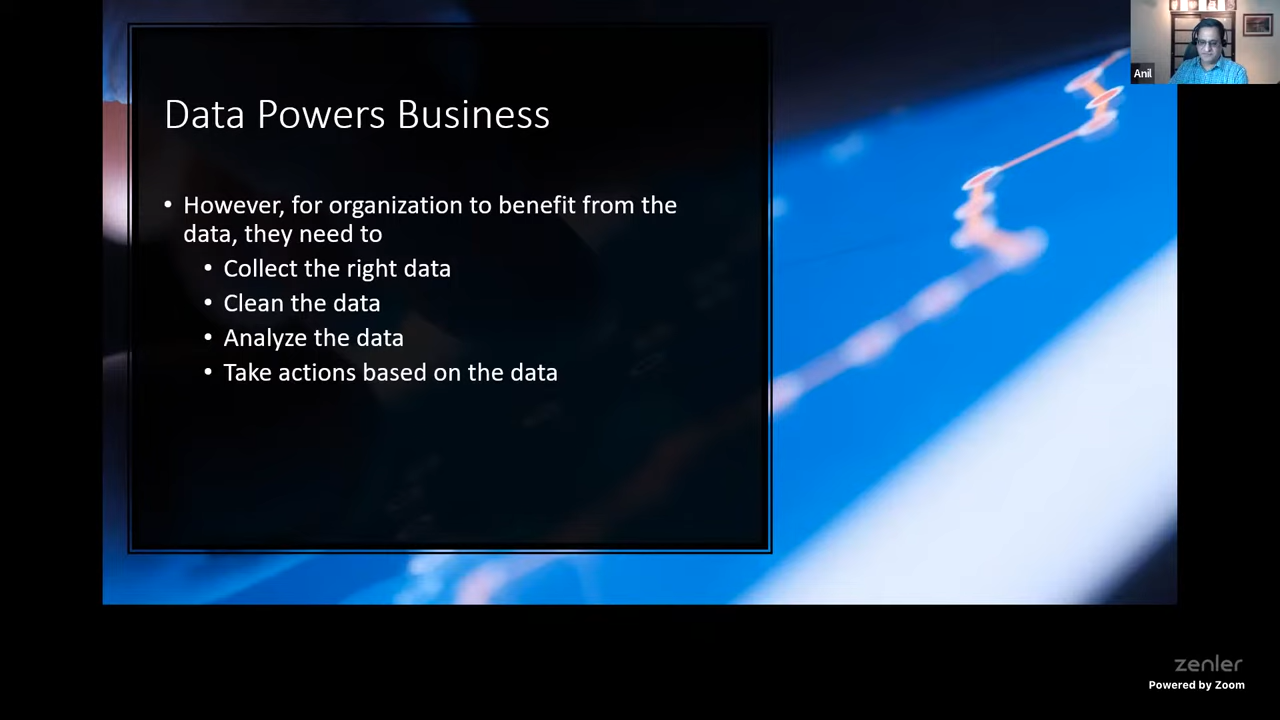 Anil
Data Powers Business
• However, for organization to benefit from the
data, they need to
• Collect the right data
• Clean the data
• Analyze the data
• Take actions based on the data
zenler
Powered by Zoom